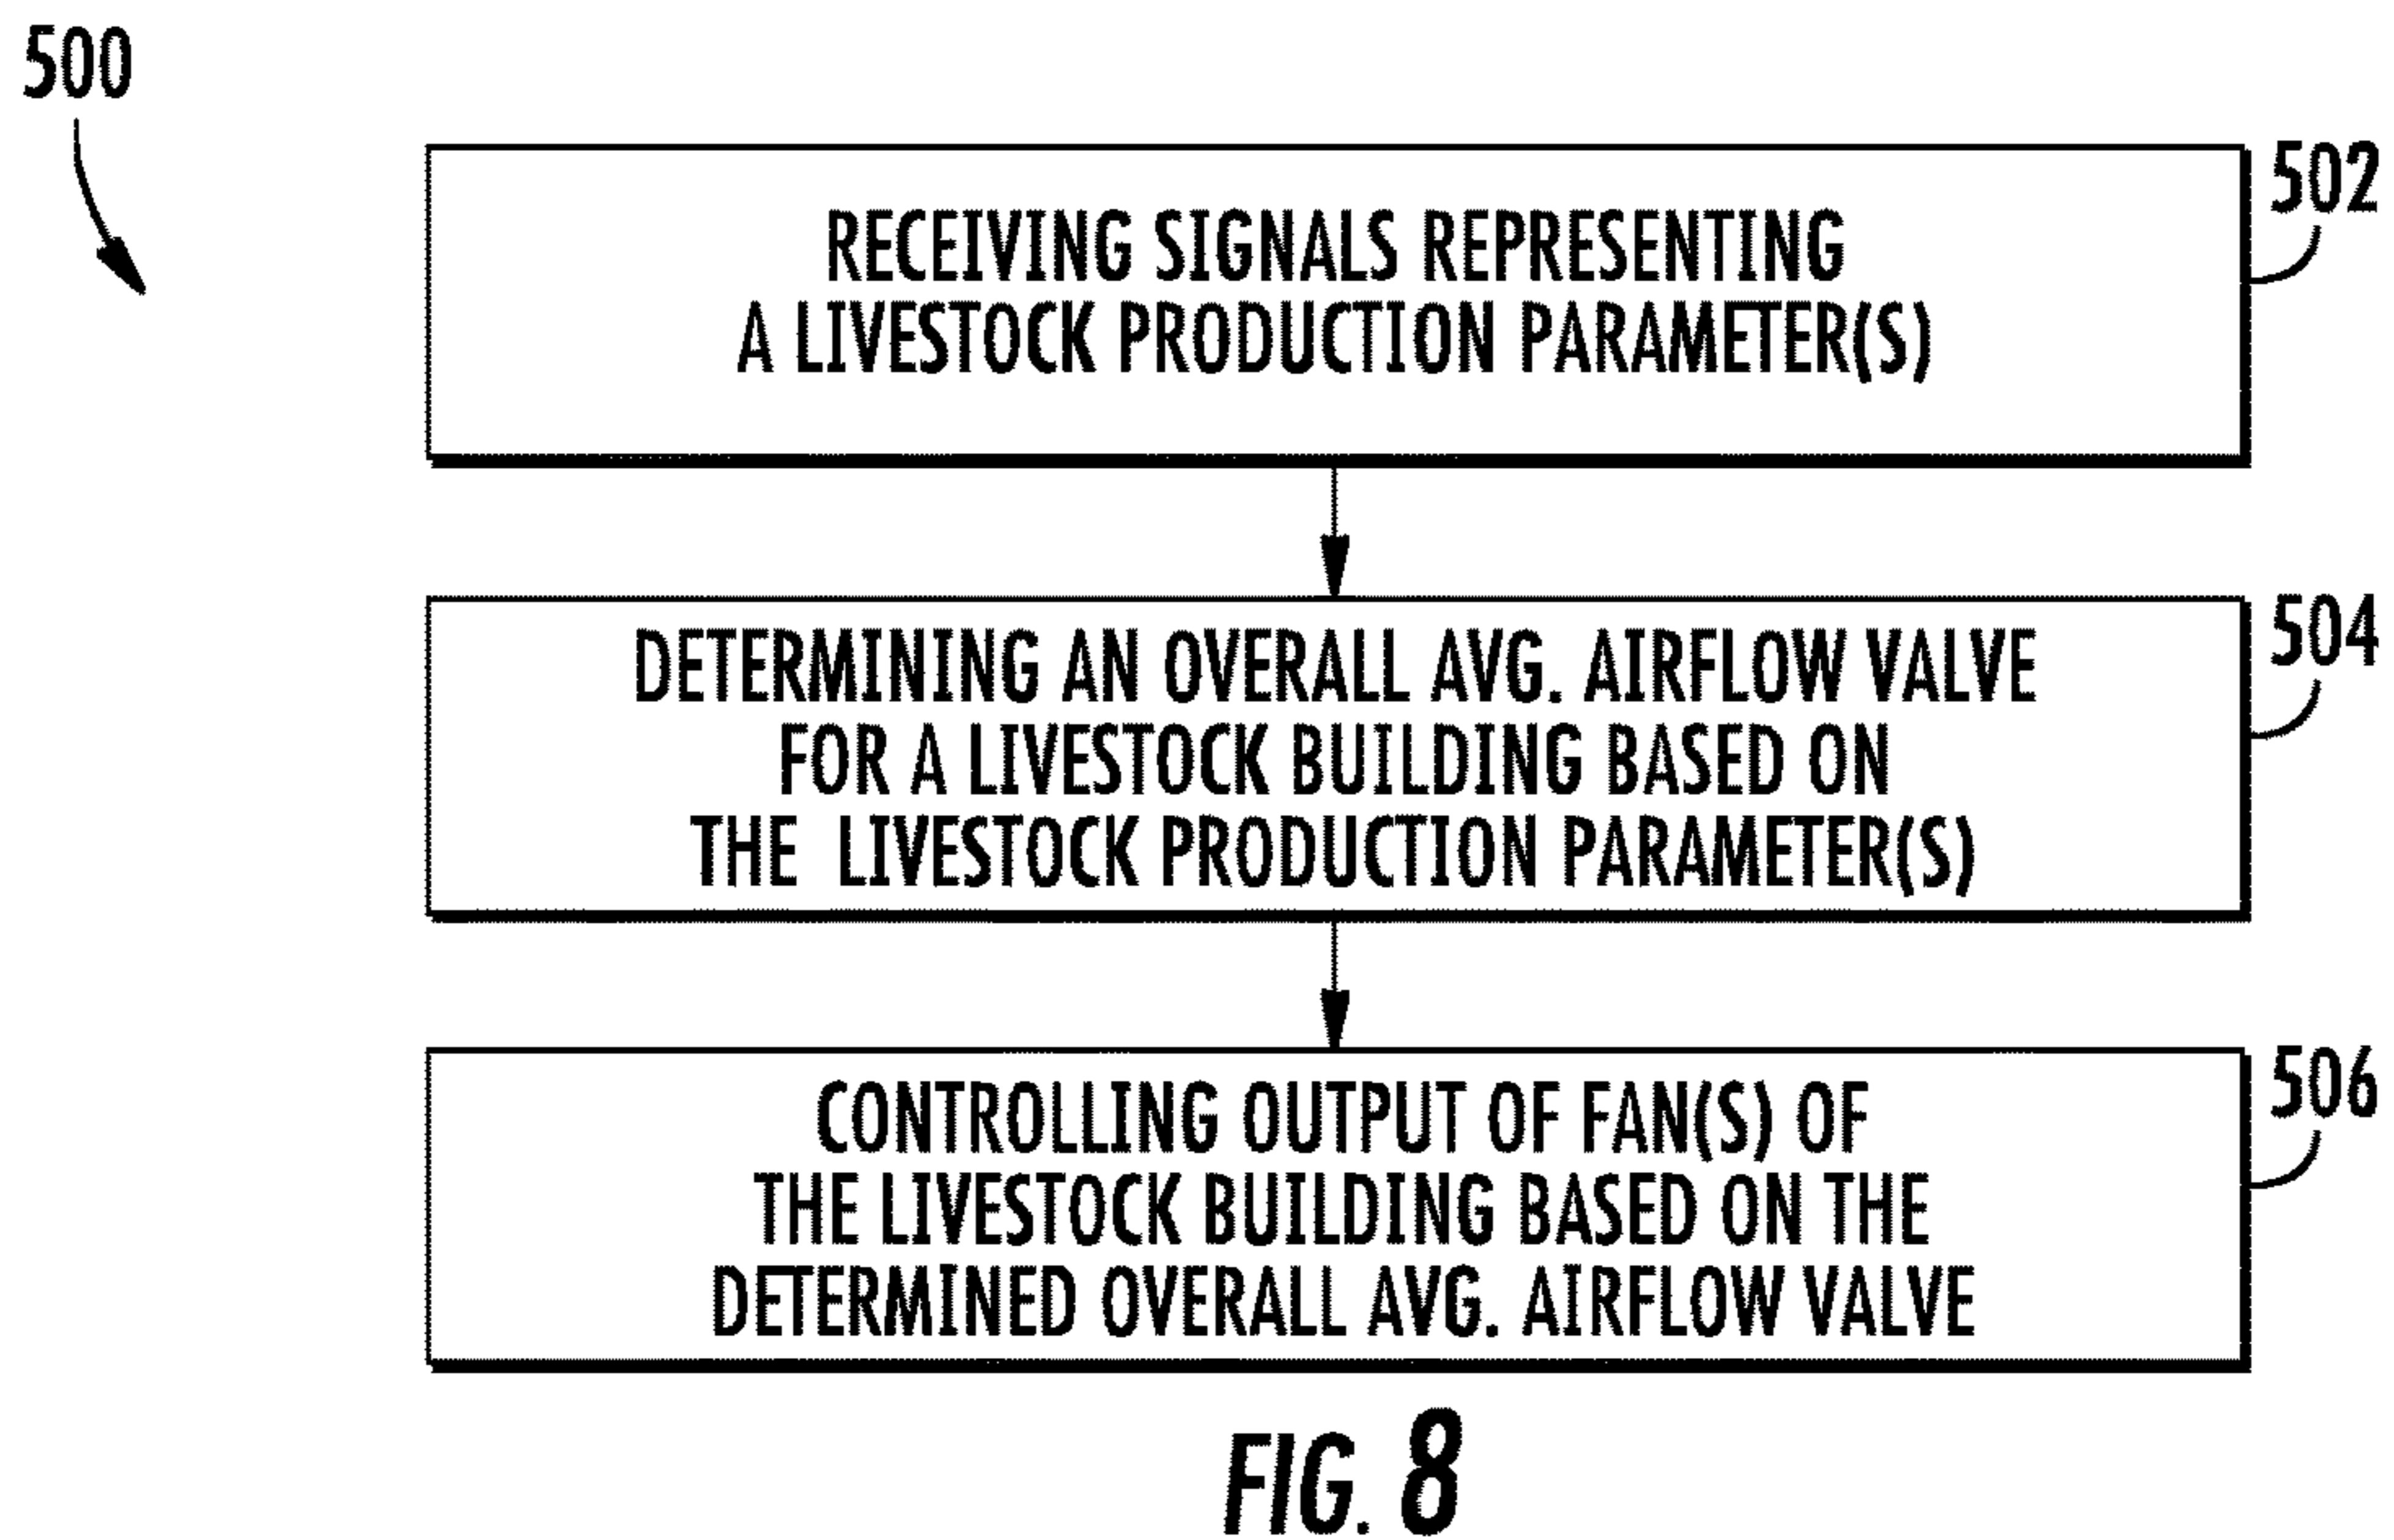 500
502
RECEIVING SIGNALS REPRESENTING
A LIVESTOCK PRODUCTION PARAMETER(S)
504
DETERMINING AN OVERALL AVG. AIRFLOW VALVE
FOR A LIVESTOCK BUILDING BASED ON
THE LIVESTOCK PRODUCTION PARAMETER(S)
506
CONTROLLING OUTPUT OF FAN(S) OF
THE LIVESTOCK BUILDING BASED ON THE
DETERMINED OVERALL AVG. AIRFLOW VALVE
FIG. 8